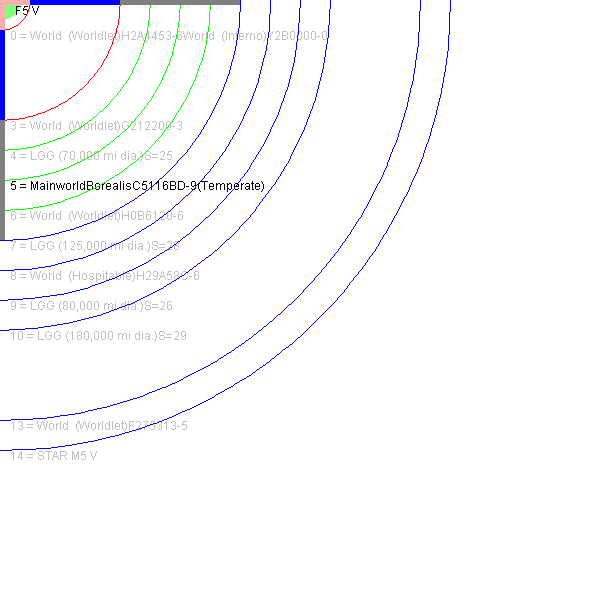 F5 V
0 = World (Worldlet)H2A4453-6World (Inferno)Y2B0000-0
3 = World (Worldlet)G212200-3
4 = LGG (70,000 mi dia.)S=25
5 = MainworldBorealisC5116BD-9(Temperate)
6 = World (Worldlet)H0B6120-6
7 = LGG (125,000 mi dia.)S=28
8 = World (Hospitable)H29A58C-6
9 = LGG (80,000 mi dia.)S=26
10 = LGG (180,000 mi dia.)S=29
13 = World (Worldlet)F275313-5
14 = STAR M5 V